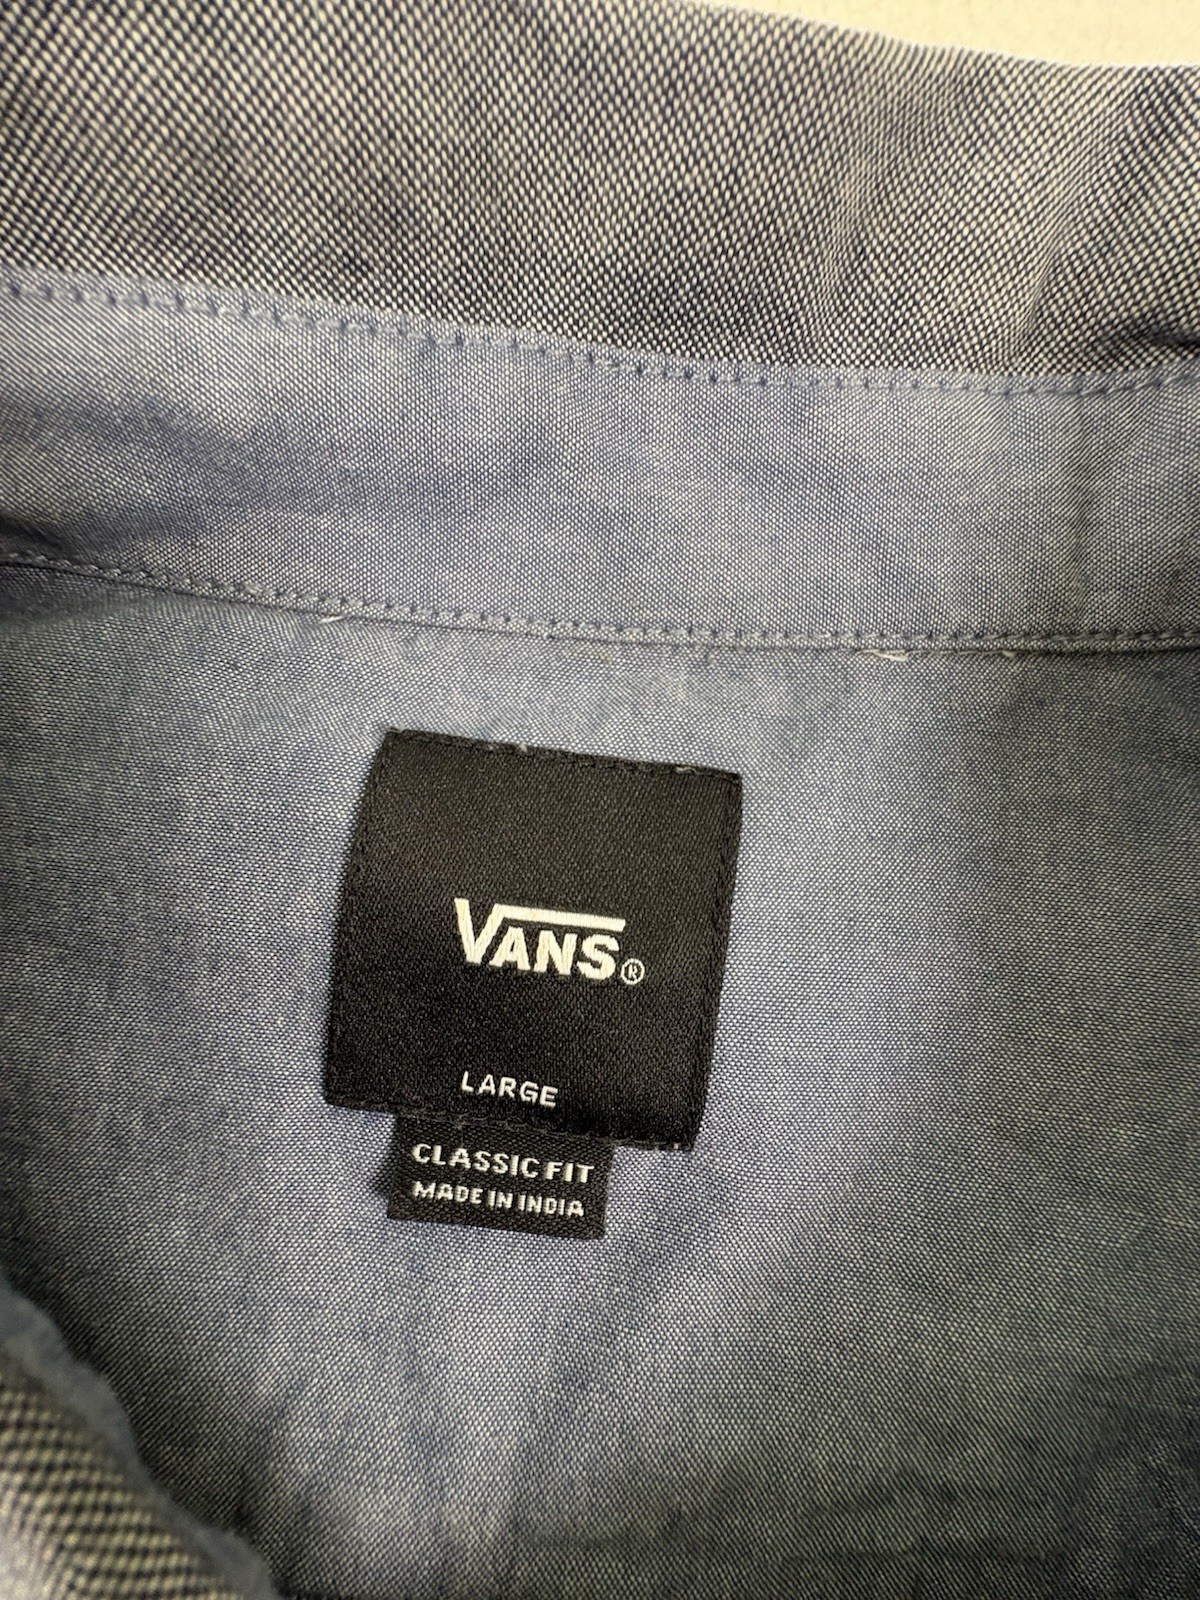 VANS®
LARGE
CLASSIC FIT
MADE IN INDIA